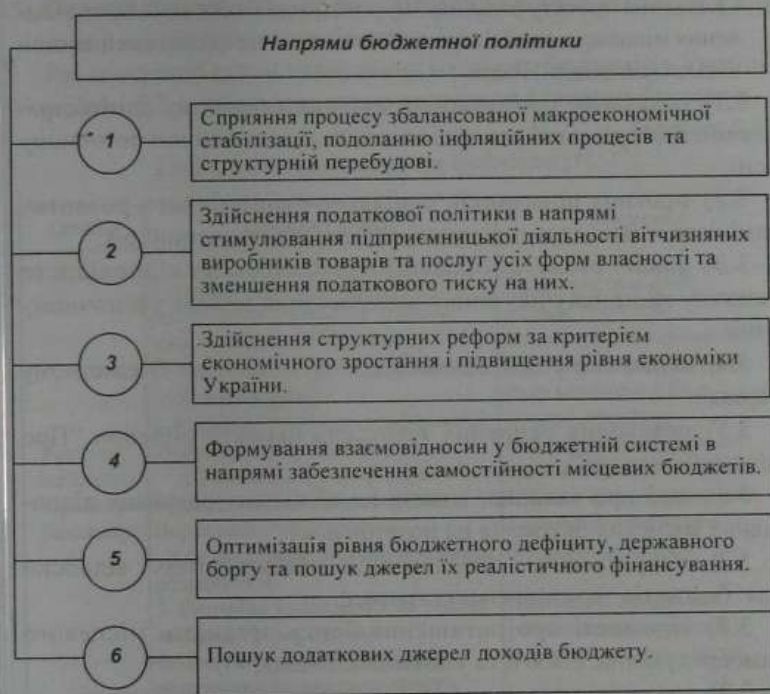 Напрями бюджетної політики
1
Сприяння процесу збалансованої макроекономічної
стабілізації, подоланню інфляційних процесів та
структурній перебудові.
2
Здійснення податкової політики в напрямі
стимулювання підприємницької діяльності вітчизняних
виробників товарів та послуг усіх форм власності та
зменшення податкового тиску на них.
3
Здійснення структурних реформ за критерієм
економічного зростання і підвищення рівня економіки
України.
4
Формування взаємовідносин у бюджетній системі в
напрямі забезпечення самостійності місцевих бюджетів.
5
Оптимізація рівня бюджетного дефіциту, державного
боргу та пошук джерел їх реалістичного фінансування.
6
Пошук додаткових джерел доходів бюджету.